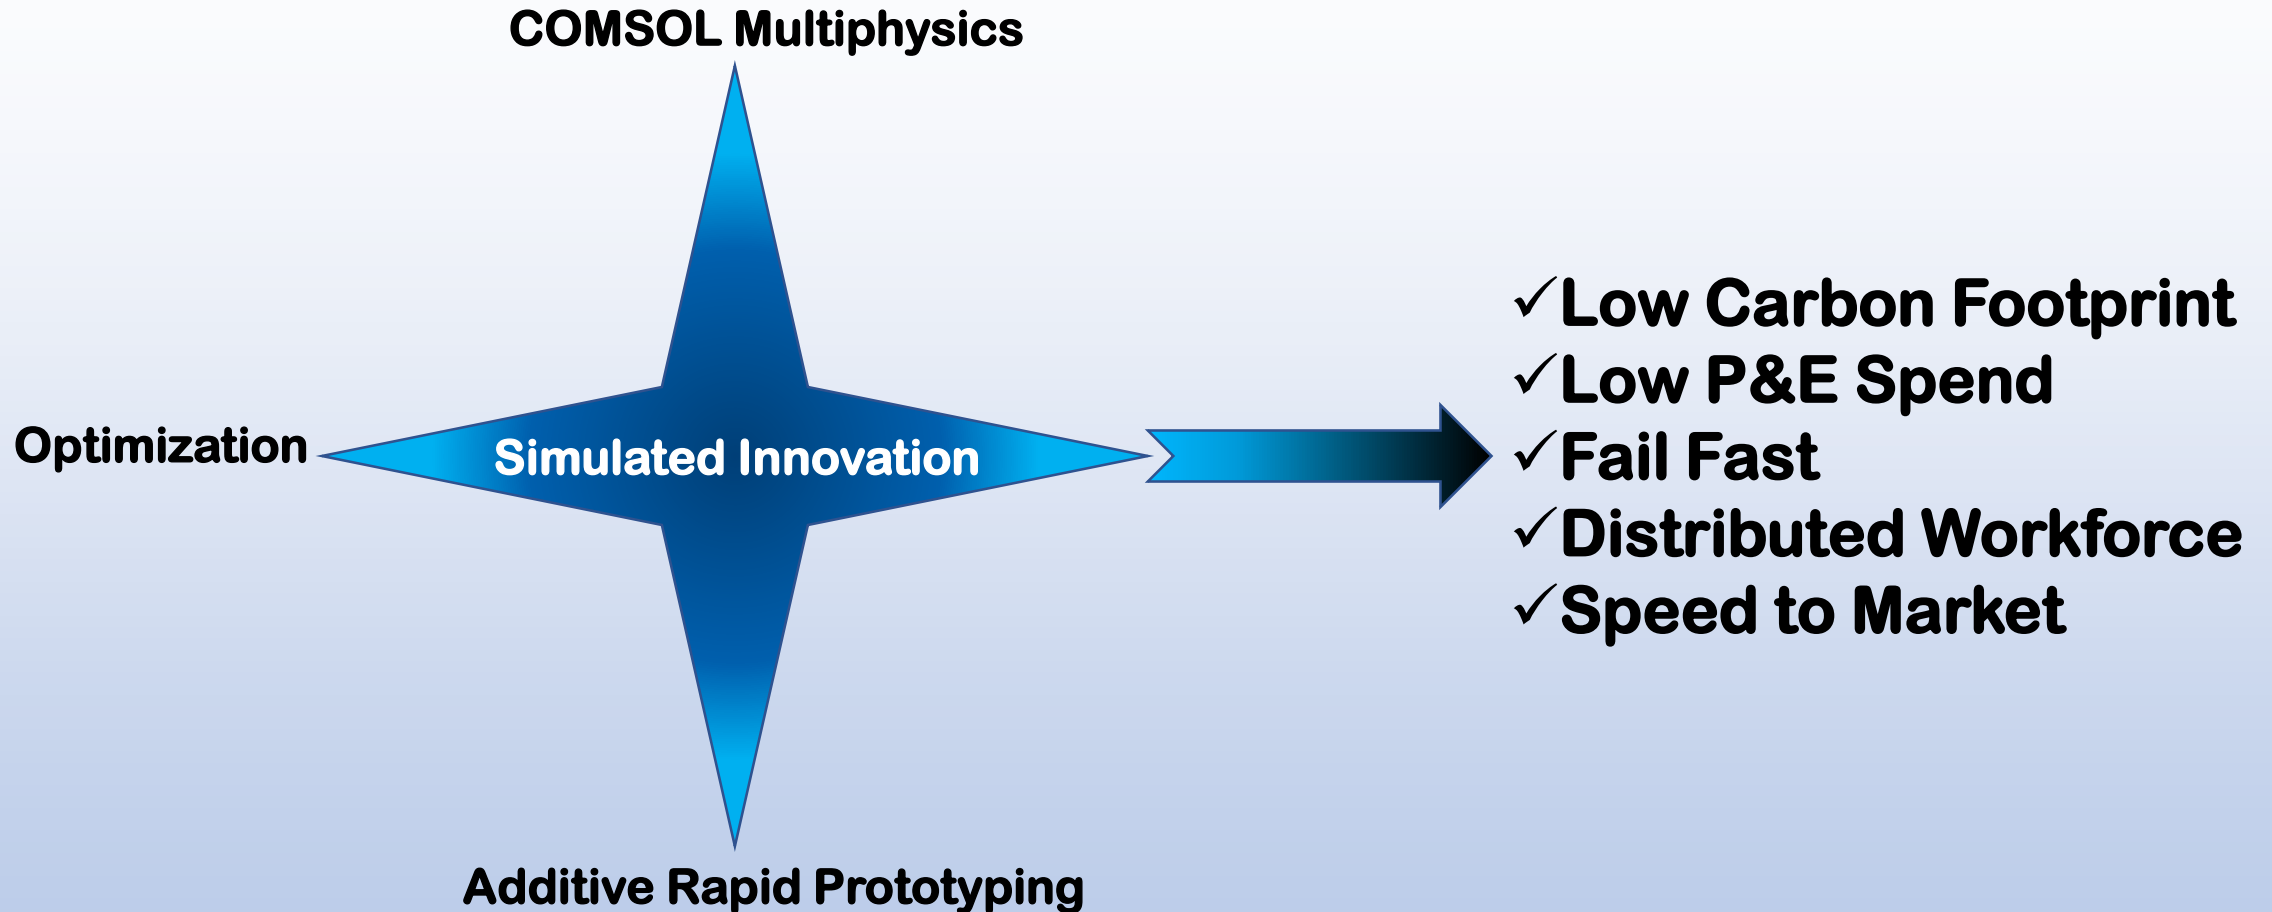 COMSOL Multiphysics
Optimization
Simulated Innovation
Additive Rapid Prototyping
✓Low Carbon Footprint
✓Low P&E Spend
✓Fail Fast
✓Distributed Workforce
✓Speed to Market